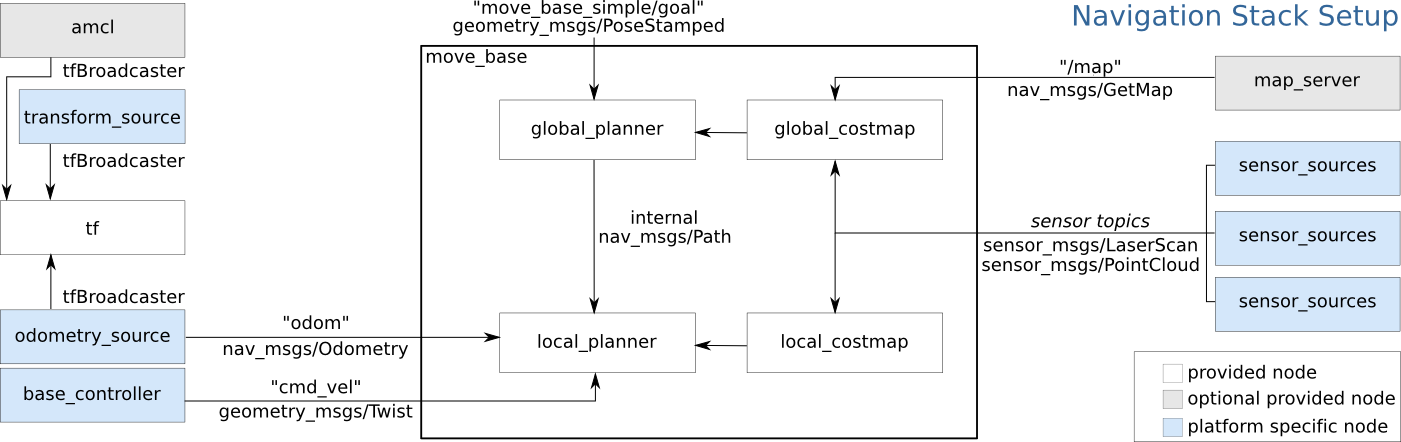 Navigation Stack Setup
"move_base_simple/goal"
geometry_msgs/PoseStamped
amcl
tfBroadcaster
transform_source
tfBroadcaster
tf
tfBroadcaster
odometry_source
base_controller
"odom"
nav_msgs/Odometry
"cmd_vel"
geometry_msgs/Twist
move_base
global_planner
global_costmap
internal
nav_msgs/Path
local_planner
local_costmap
"/map"
nav_msgs/GetMap
map_server
sensor topics
sensor_msgs/LaserScan
sensor_msgs/PointCloud
sensor_sources
sensor_sources
sensor_sources
provided node
optional provided node
platform specific node